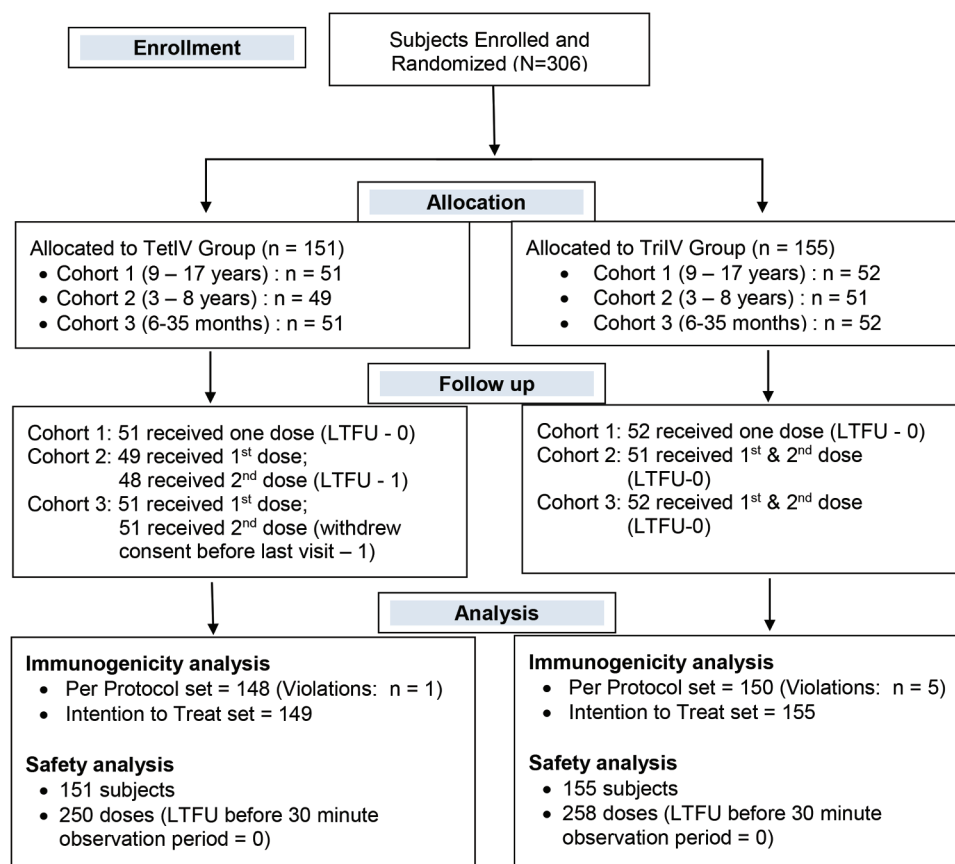 Enrollment
Subjects Enrolled and
Randomized (N=306)
Allocation
Allocated to TetIV Group (n = 151)
• Cohort 1 (9 – 17 years) : n = 51
• Cohort 2 (3 – 8 years) : n = 49
• Cohort 3 (6-35 months) : n = 51
Allocated to TriIV Group (n = 155)
• Cohort 1 (9 – 17 years) : n = 52
• Cohort 2 (3 – 8 years) : n = 51
• Cohort 3 (6-35 months) : n = 52
Follow up
Cohort 1: 51 received one dose (LTFU - 0)
Cohort 2: 49 received 1st dose;
48 received 2nd dose (LTFU - 1)
Cohort 3: 51 received 1st dose;
51 received 2nd dose (withdrew
consent before last visit – 1)
Cohort 1: 52 received one dose (LTFU - 0)
Cohort 2: 51 received 1st & 2nd dose
(LTFU-0)
Cohort 3: 52 received 1st & 2nd dose
(LTFU-0)
Analysis
Immunogenicity analysis
• Per Protocol set = 148 (Violations: n = 1)
• Intention to Treat set = 149
Safety analysis
• 151 subjects
• 250 doses (LTFU before 30 minute
observation period = 0)
Immunogenicity analysis
• Per Protocol set = 150 (Violations: n = 5)
• Intention to Treat set = 155
Safety analysis
• 155 subjects
• 258 doses (LTFU before 30 minute
observation period = 0)